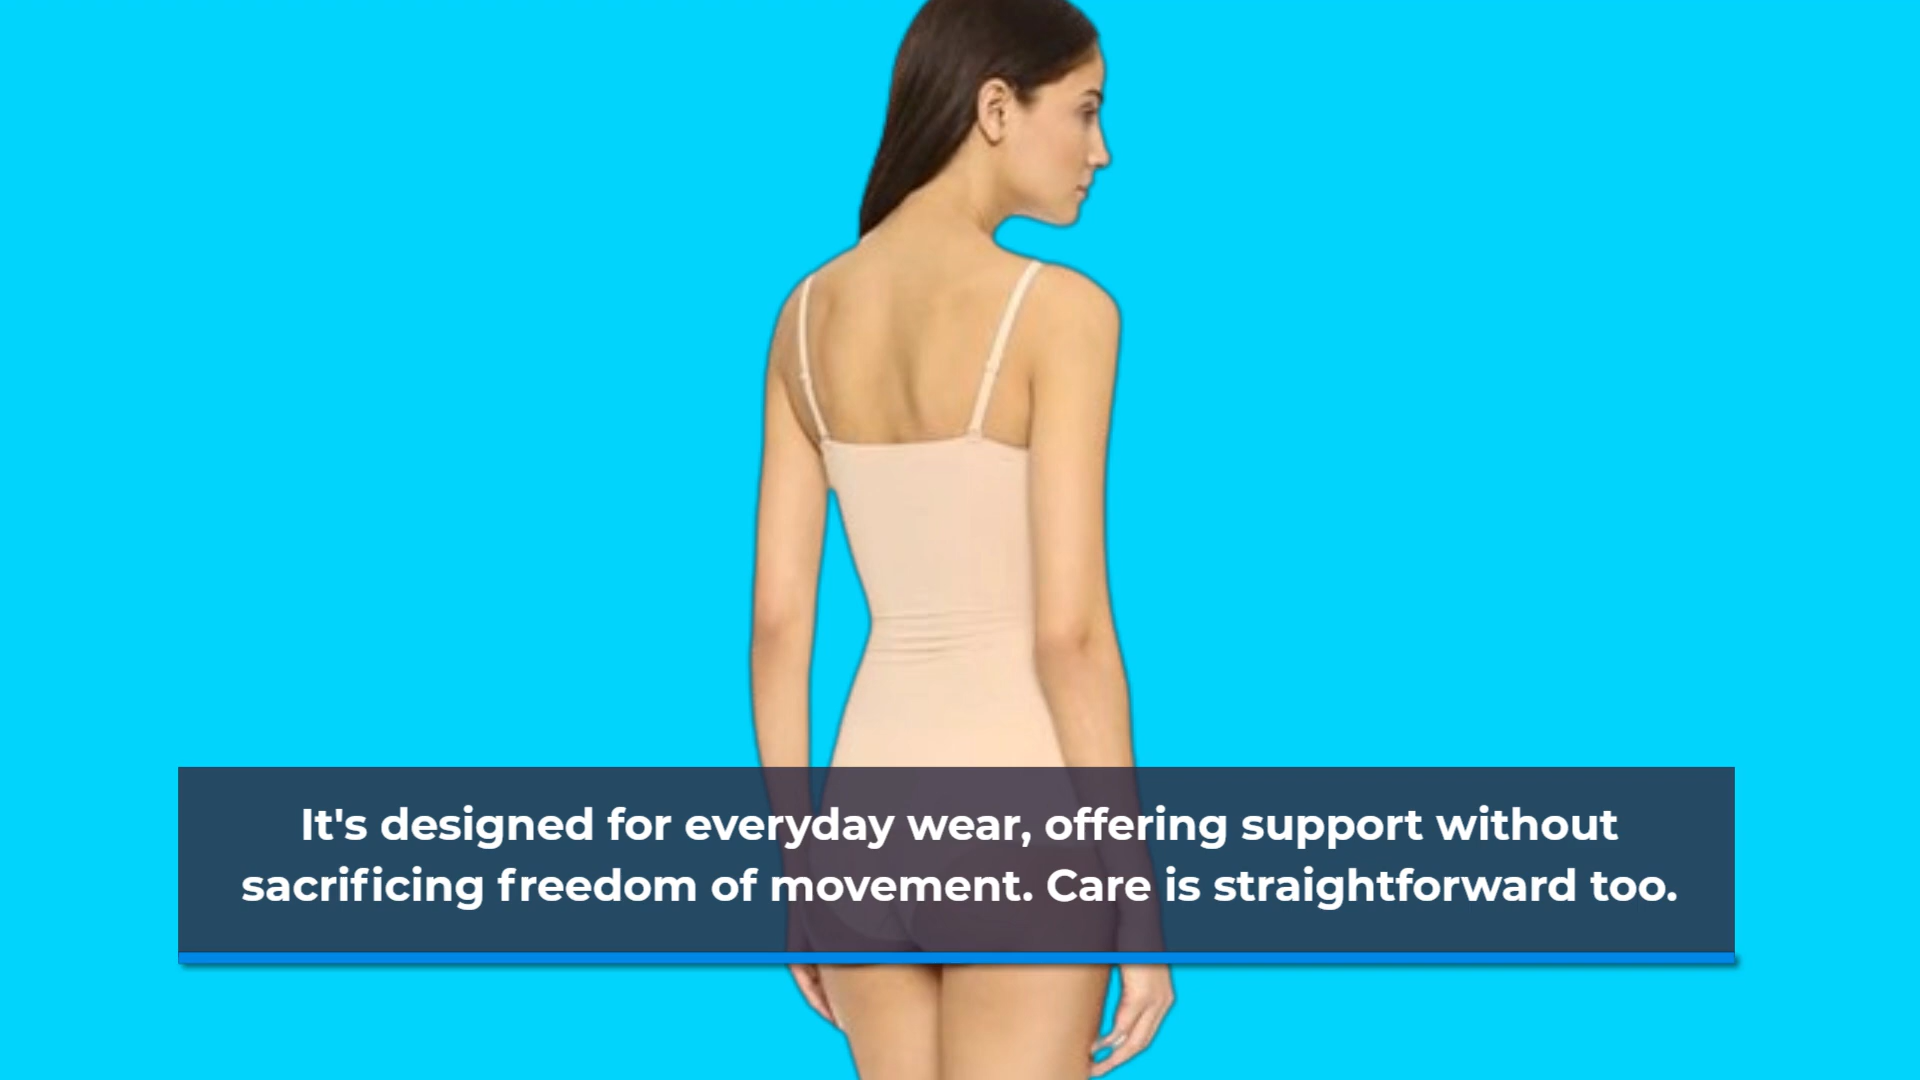 It's designed for everyday wear, offering support without
sacrificing freedom of movement. Care is straightforward too.